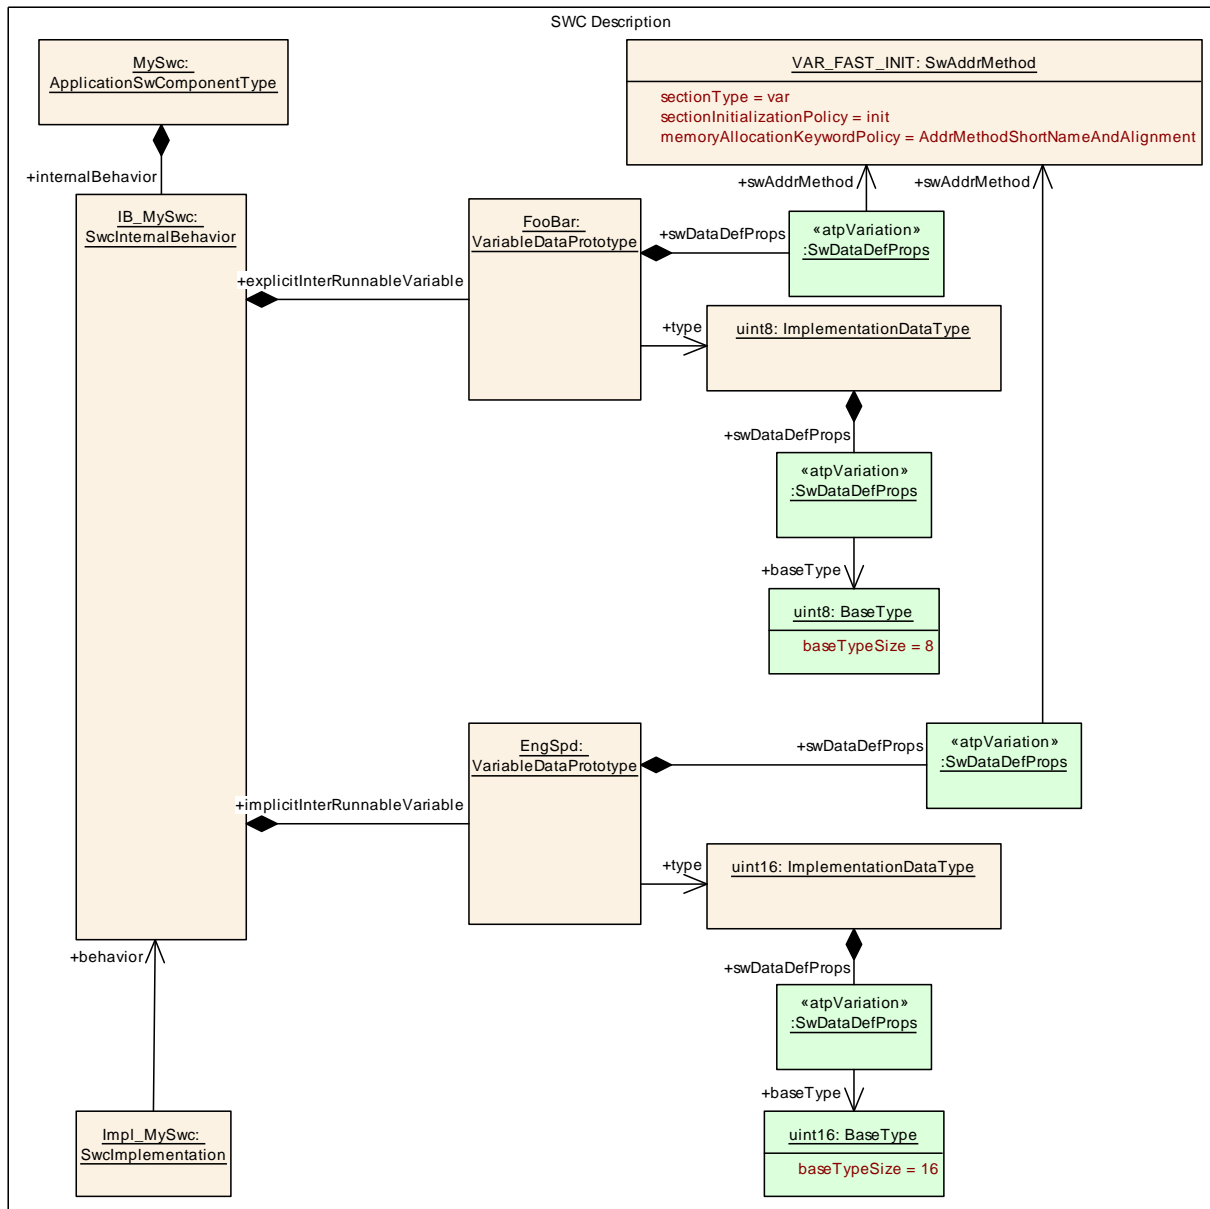 SWC Description
MySwc:
ApplicationSwComponentType
VAR_FAST_INIT: SwAddrMethod
sectionType = var
sectionInitializationPolicy = init
memoryAllocationKeywordPolicy = AddrMethodShortNameAndAlignment
+internalBehavior
+swAddrMethod
+swAddrMethod
IB_MySwc:
SwcInternalBehavior
FooBar:
VariableDataPrototype
+swDataDefProps
«atpVariation»
:SwDataDefProps
+explicitInterRunnableVariable
+type
uint8: ImplementationDataType
+swDataDefProps
«atpVariation»
:SwDataDefProps
+baseType
uint8: BaseType
baseTypeSize = 8
EngSpd:
VariableDataPrototype
+swDataDefProps
«atpVariation»
:SwDataDefProps
+implicitInterRunnableVariable
+type
uint16: ImplementationDataType
+behavior
+swDataDefProps
«atpVariation»
:SwDataDefProps
+baseType
Impl_MySwc:
SwcImplementation
uint16: BaseType
baseTypeSize = 16